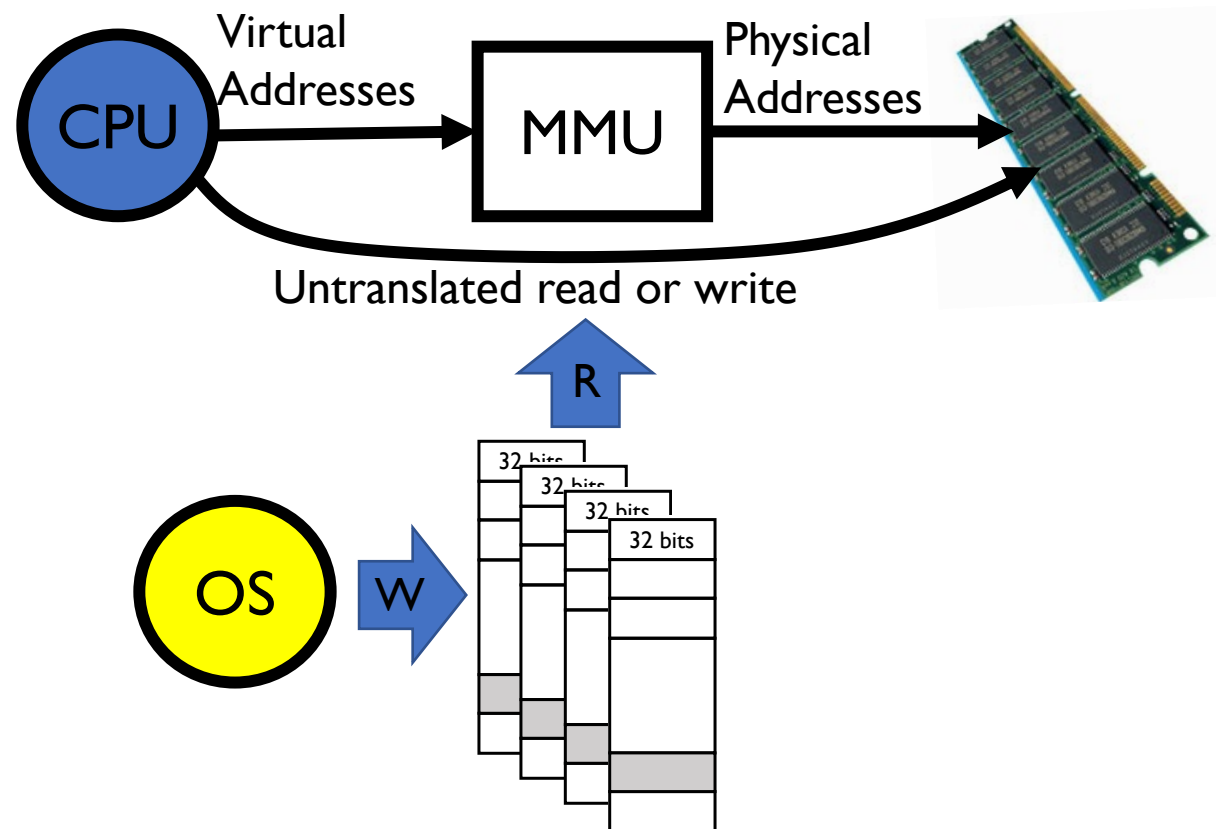 Virtual
Addresses
Physical
Addresses
CPU
MMU
Untranslated read or write
R
32 bits
32 bits
32 bits
32 bits
OS
W